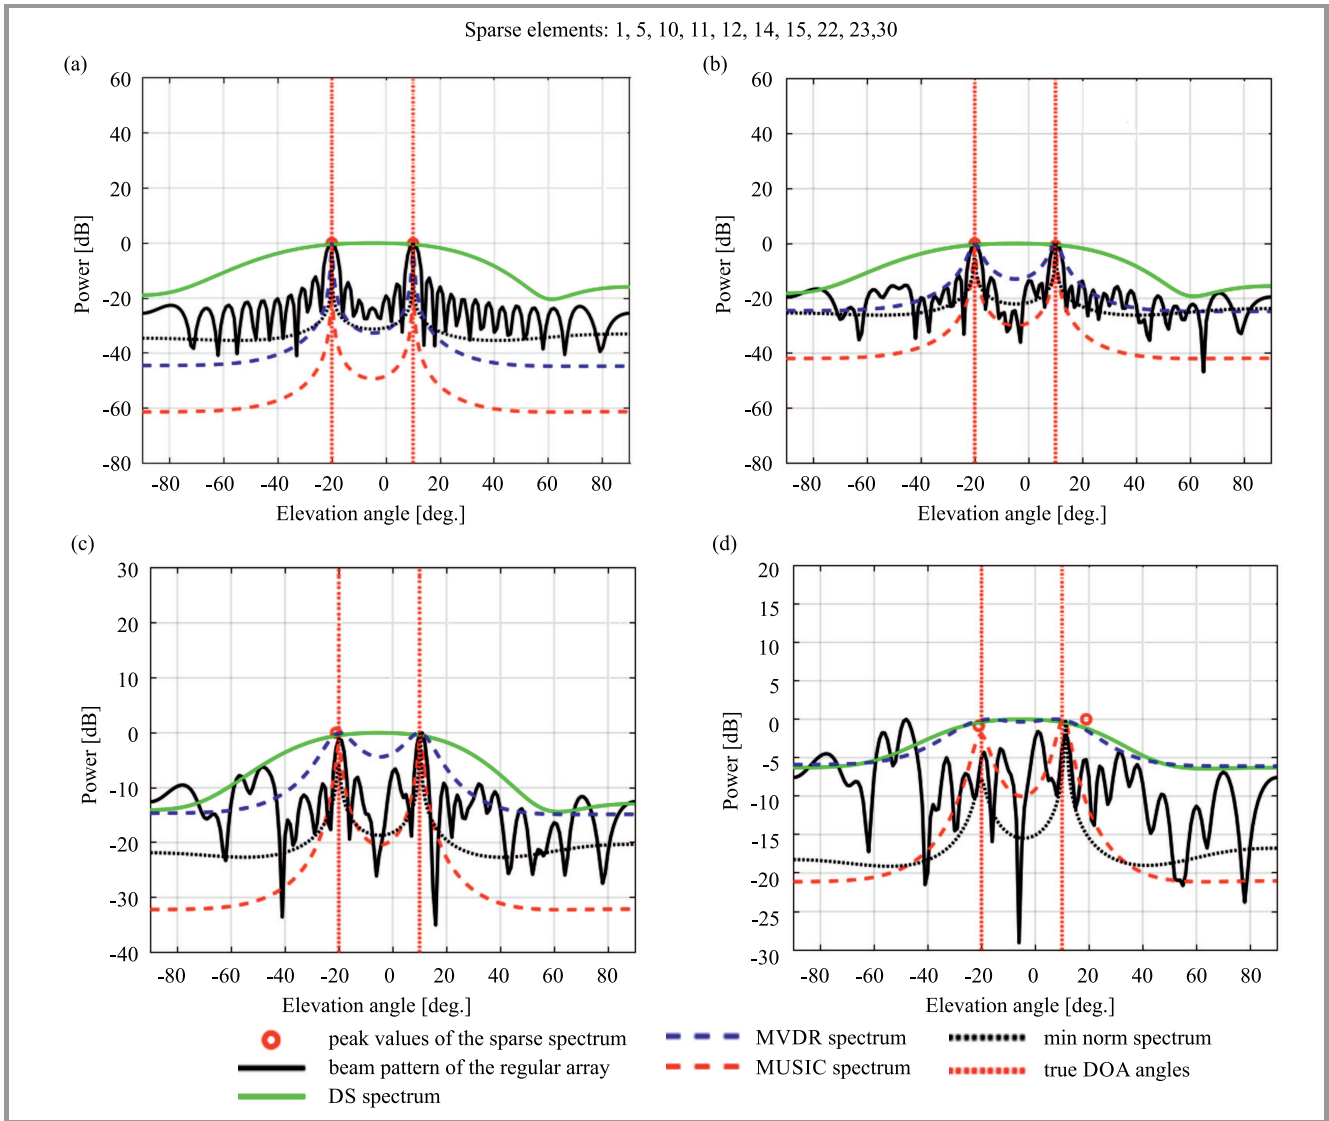 Sparse elements: 1, 5, 10, 11, 12, 14, 15, 22, 23,30
(a)
60
40
20
0
-20
-40
-60
-80
Power [dB]
-80 -60 -40 -20 0 20 40 60 80
Elevation angle [deg.]
(b)
60
40
20
0
-20
-40
-60
-80
Power [dB]
-80 -60 -40 -20 0 20 40 60 80
Elevation angle [deg.]
(c)
30
20
10
0
-10
-20
-30
-40
Power [dB]
-80 -60 -40 -20 0 20 40 60 80
Elevation angle [deg.]
(d)
20
15
10
5
0
-5
-10
-15
-20
-25
-30
Power [dB]
-80 -60 -40 -20 0 20 40 60 80
Elevation angle [deg.]
peak values of the sparse spectrum
beam pattern of the regular array
DS spectrum
MVDR spectrum
MUSIC spectrum
min norm spectrum
true DOA angles